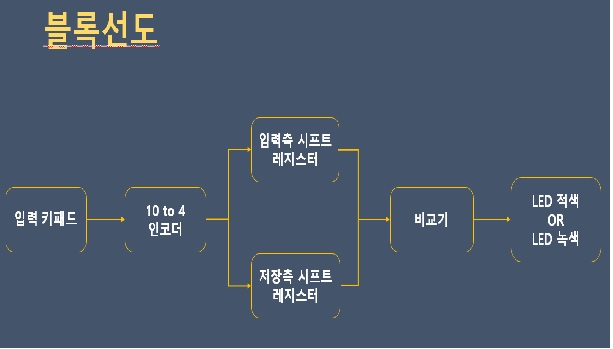 블록선도
입력 키패드
10 to 4
인코더
입력측 시프트
레지스터
저장측 시프트
레지스터
비교기
LED 적색
OR
LED 녹색